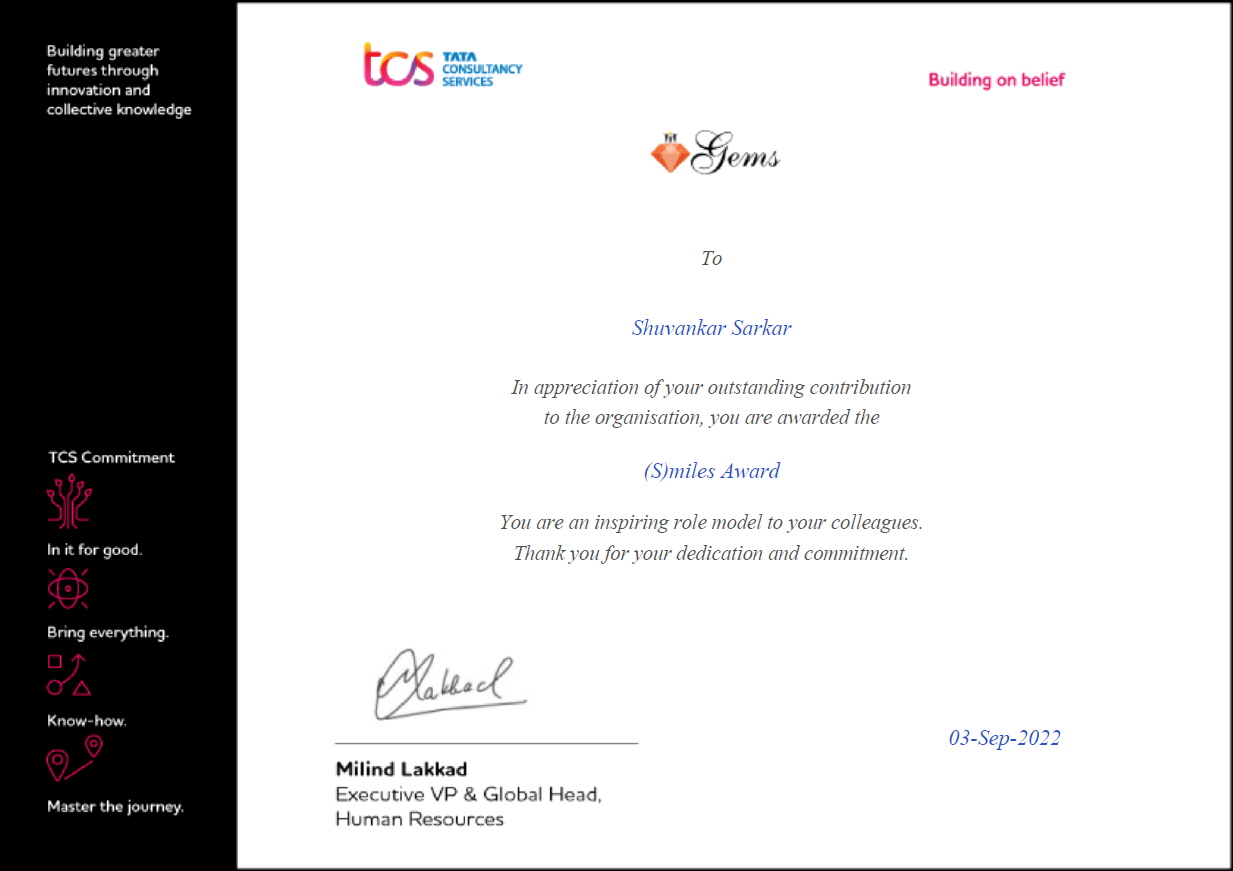 Building greater
futures through
innovation and
collective knowledge
tcs TATA
CONSULTANCY
SERVICES
Building on belief
Gems
To
Shuvankar Sarkar
In appreciation of your outstanding contribution
to the organisation, you are awarded the
(S)miles Award
You are an inspiring role model to your colleagues.
Thank you for your dedication and commitment.
TCS Commitment
In it for good.
Bring everything.
Know-how.
Master the journey.
Lakkad
03-Sep-2022
Milind Lakkad
Executive VP & Global Head,
Human Resources